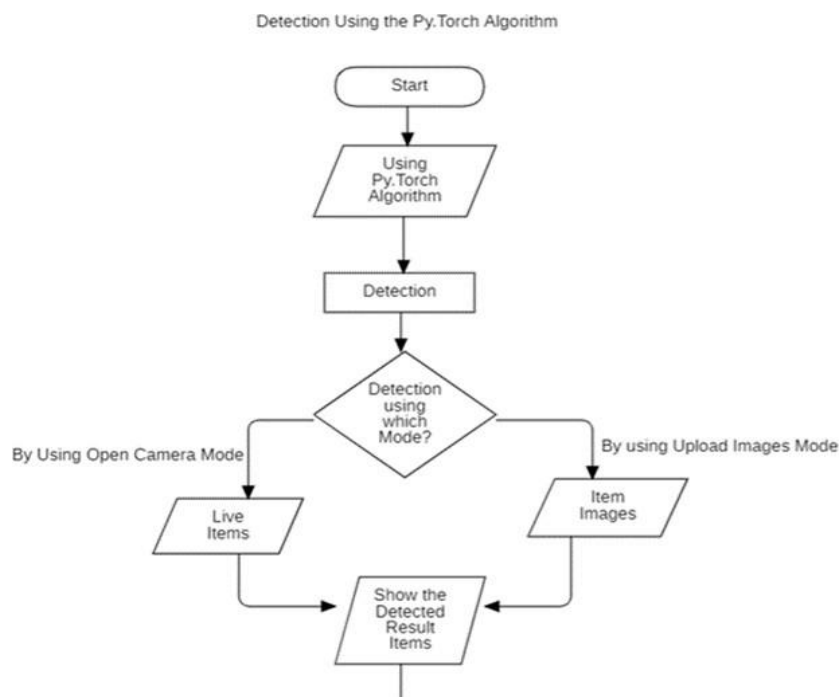 Detection Using the Py.Torch Algorithm
Start
Using
Py.Torch
Algorithm
Detection
Detection
using
which
Mode?
By Using Open Camera Mode
By using Upload Images Mode
Live
Items
Item
Images
Show the
Detected
Result
Items